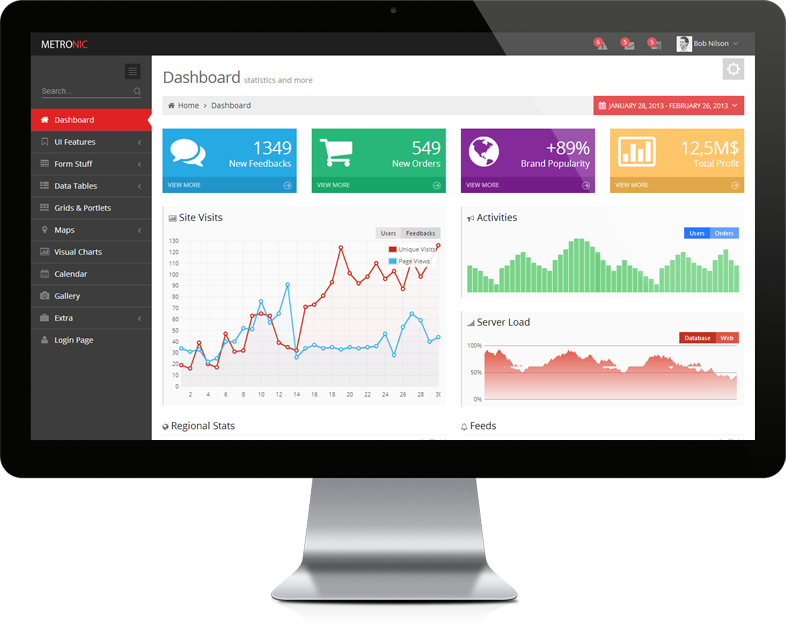 METRONIC
6
5
5
Bob Nilson
Search...
Dashboard
UI Features
Form Stuff
Data Tables
Grids & Portlets
Maps
Visual Charts
Calendar
Gallery
Extra
Login Page
Dashboard statistics and more
Home > Dashboard
JANUARY 28, 2013 - FEBRUARY 26, 2013
1349
New Feedbacks
VIEW MORE
549
New Orders
VIEW MORE
+89%
Brand Popularity
VIEW MORE
12,5M$
Total Profit
VIEW MORE
Site Visits
Users Feedbacks
Unique Visits
Page Views
130
120
110
100
90
80
70
60
50
40
30
20
10
0
2 4 6 8 10 12 14 16 18 20 22 24 26 28 30
Activities
Users Orders
Server Load
Database Web
100%
50%
0%
Regional Stats
Feeds